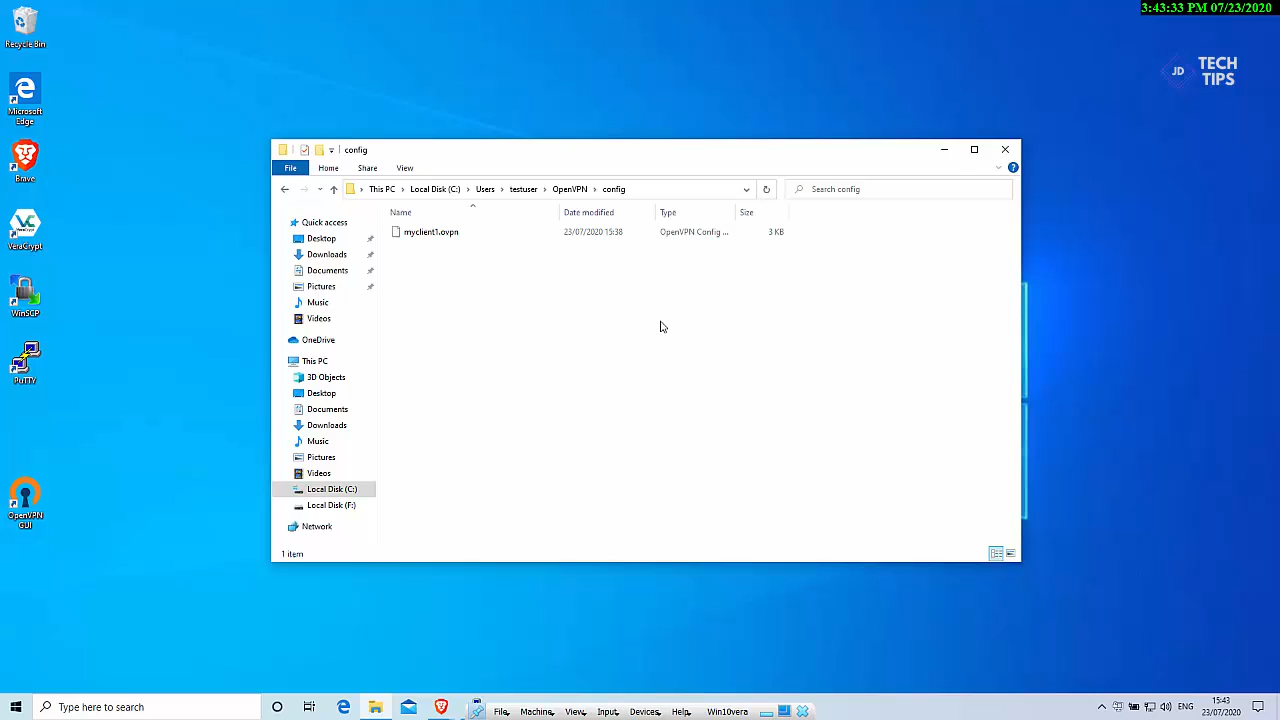 3:43:33 PM 07/23/2020
JD
TECH
TIPS
Recycle Bin
Microsoft
Edge
Brave
VeraCrypt
VeraCrypt
WinSCP
PuTTY
OpenVPN
GUI
config
File
Home
Share
View
This PC
Local Disk (C:)
Users
testuser
OpenVPN
config
Search config
Name
Date modified
Type
Size
myclient1.ovpn
23/07/2020 15:38
OpenVPN Config ...
3 KB
Quick access
Desktop
Downloads
Documents
Pictures
Music
Videos
OneDrive
This PC
3D Objects
Desktop
Documents
Downloads
Music
Pictures
Videos
Local Disk (C:)
Local Disk (F:)
Network
1 item
Type here to search
File
Machine
View
Input
Devices
Help
Win10vera
ENG
15:43
23/07/2020